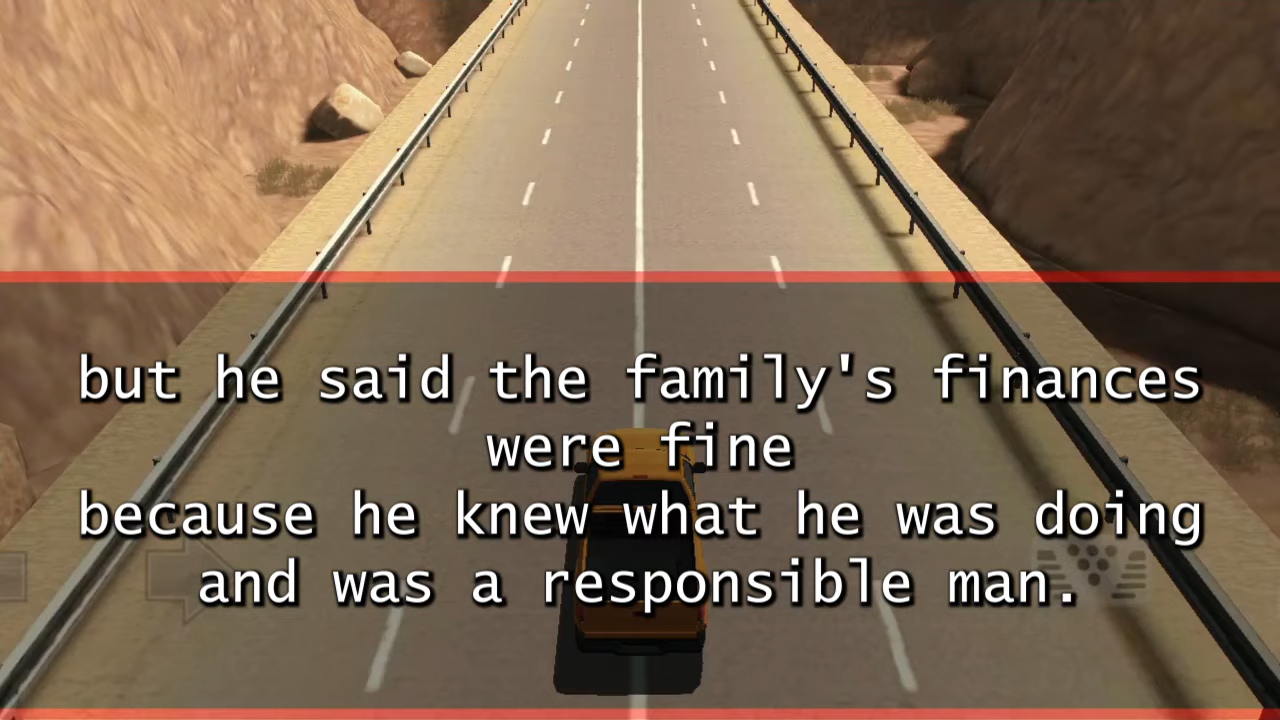 but he said the family's finances
were fine
because he knew what he was doing
and was a responsible man.